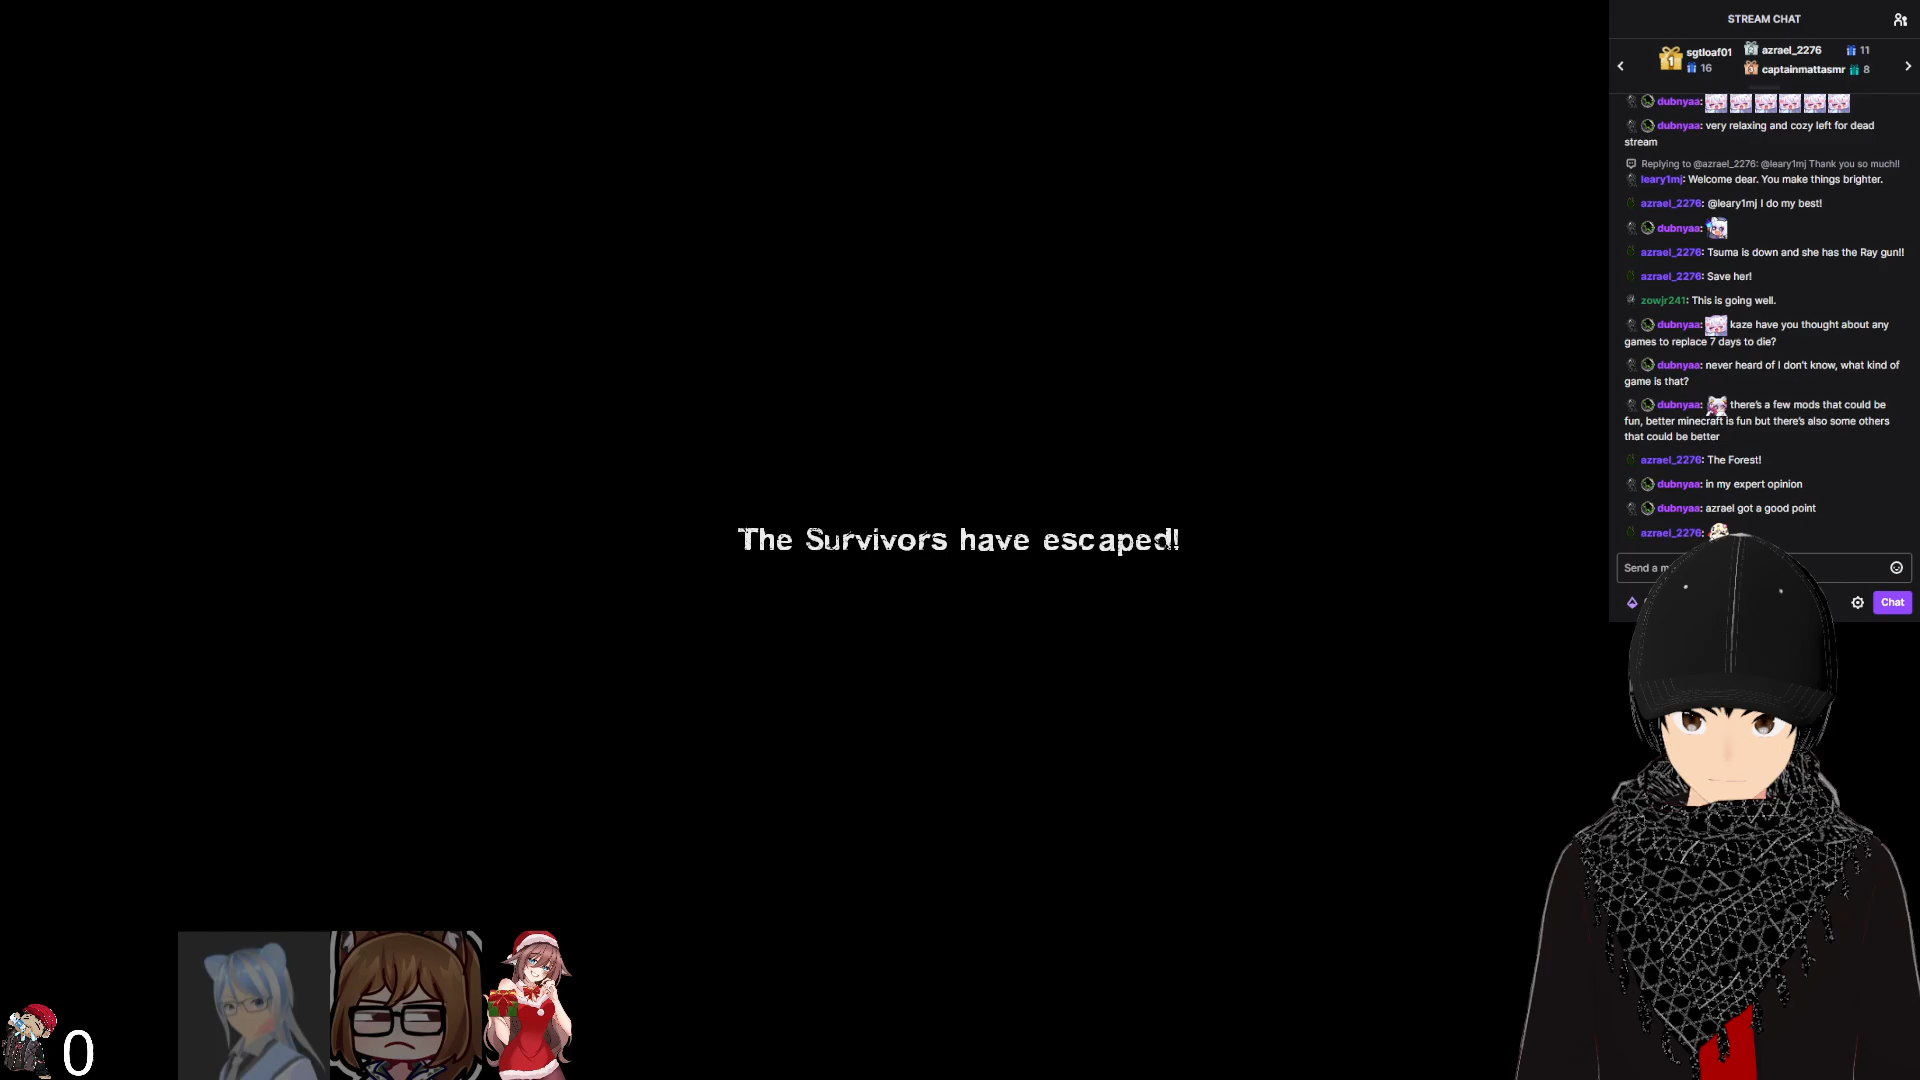 STREAM CHAT
sgtloaf01
16
azrael_2276 11
captainmattasmr 8
1
dubnyaa:
dubnyaa: very relaxing and cozy left for dead
stream
Replying to @azrael_2276: @leary1mj Thank you so much!!
leary1mj: Welcome dear. You make things brighter.
azrael_2276: @leary1mj I do my best!
dubnyaa:
azrael_2276: Tsuma is down and she has the Ray gun!!
azrael_2276: Save her!
zowjr241: This is going well.
dubnyaa: kaze have you thought about any
games to replace 7 days to die?
dubnyaa: never heard of I don't know, what kind of
game is that?
dubnyaa: there's a few mods that could be
fun, better minecraft is fun but there's also some others
that could be better
azrael_2276: The Forest!
dubnyaa: in my expert opinion
dubnyaa: azrael got a good point
azrael_2276:
Send a m
Chat
The Survivors have escaped!
0